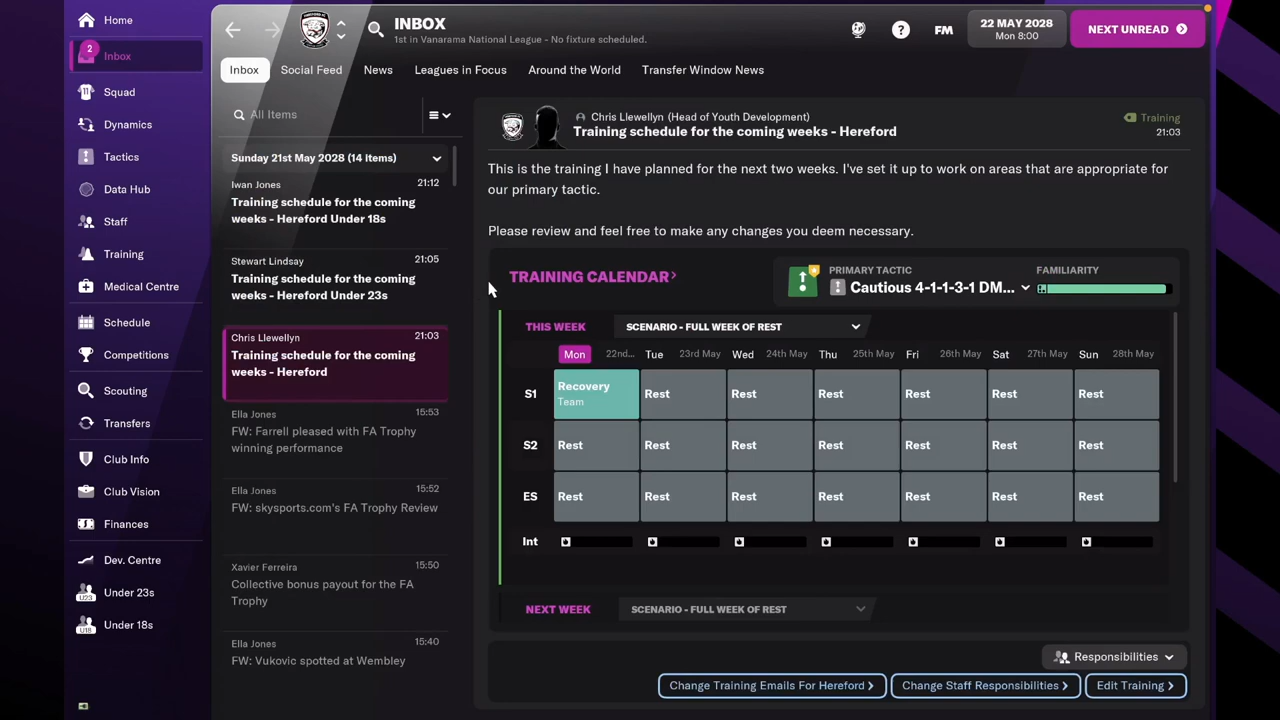 Home
2
Inbox
Squad
Dynamics
Tactics
Data Hub
Staff
Training
Medical Centre
Schedule
Competitions
Scouting
Transfers
Club Info
Club Vision
Finances
Dev. Centre
U23
Under 23s
U18
Under 18s
INBOX
1st in Vanarama National League - No fixture scheduled.
?
FM
22 MAY 2028
Mon 8:00
NEXT UNREAD
Inbox
Social Feed
News
Leagues in Focus
Around the World
Transfer Window News
All Items
Sunday 21st May 2028 (14 Items)
Iwan Jones 21:12
Training schedule for the coming
weeks - Hereford Under 18s
Stewart Lindsay 21:05
Training schedule for the coming
weeks - Hereford Under 23s
Chris Llewellyn 21:03
Training schedule for the coming
weeks - Hereford
Ella Jones 15:53
FW: Farrell pleased with FA Trophy
winning performance
Ella Jones 15:52
FW: skysports.com's FA Trophy Review
Xavier Ferreira 15:50
Collective bonus payout for the FA
Trophy
Ella Jones 15:40
FW: Vukovic spotted at Wembley
Chris Llewellyn (Head of Youth Development)
Training schedule for the coming weeks - Hereford
Training
21:03
This is the training I have planned for the next two weeks. I've set it up to work on areas that are appropriate for
our primary tactic.
Please review and feel free to make any changes you deem necessary.
TRAINING CALENDAR
PRIMARY TACTIC
Cautious 4-1-1-3-1 DM...
FAMILIARITY
THIS WEEK SCENARIO - FULL WEEK OF REST
Mon 22nd... Tue 23rd May Wed 24th May Thu 25th May Fri 26th May Sat 27th May Sun 28th May
S1 Recovery Team Rest Rest Rest Rest Rest Rest
S2 Rest Rest Rest Rest Rest Rest Rest
ES Rest Rest Rest Rest Rest Rest Rest
Int
NEXT WEEK SCENARIO - FULL WEEK OF REST
Responsibilities
Change Training Emails For Hereford
Change Staff Responsibilities
Edit Training